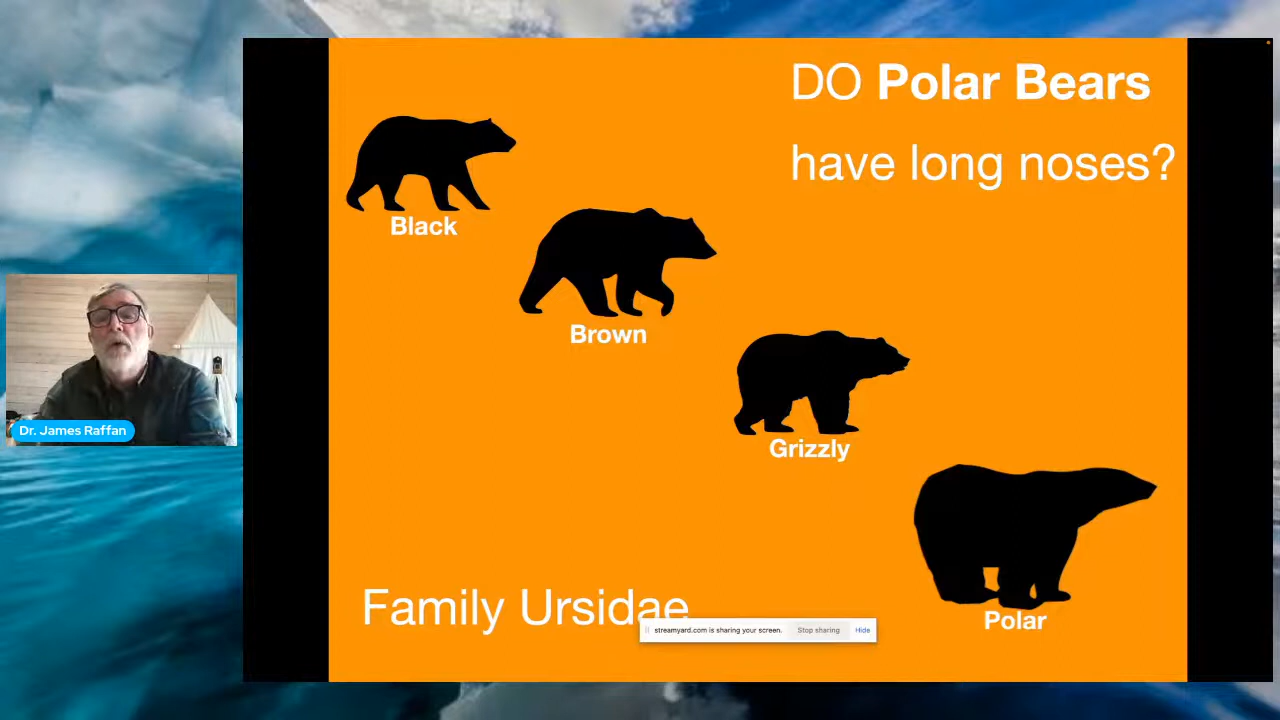 DO Polar Bears
have long noses?
Black
Brown
Grizzly
Polar
Dr. James Raffan
Family Ursidae
streamyard.com is sharing your screen. Stop sharing Hide